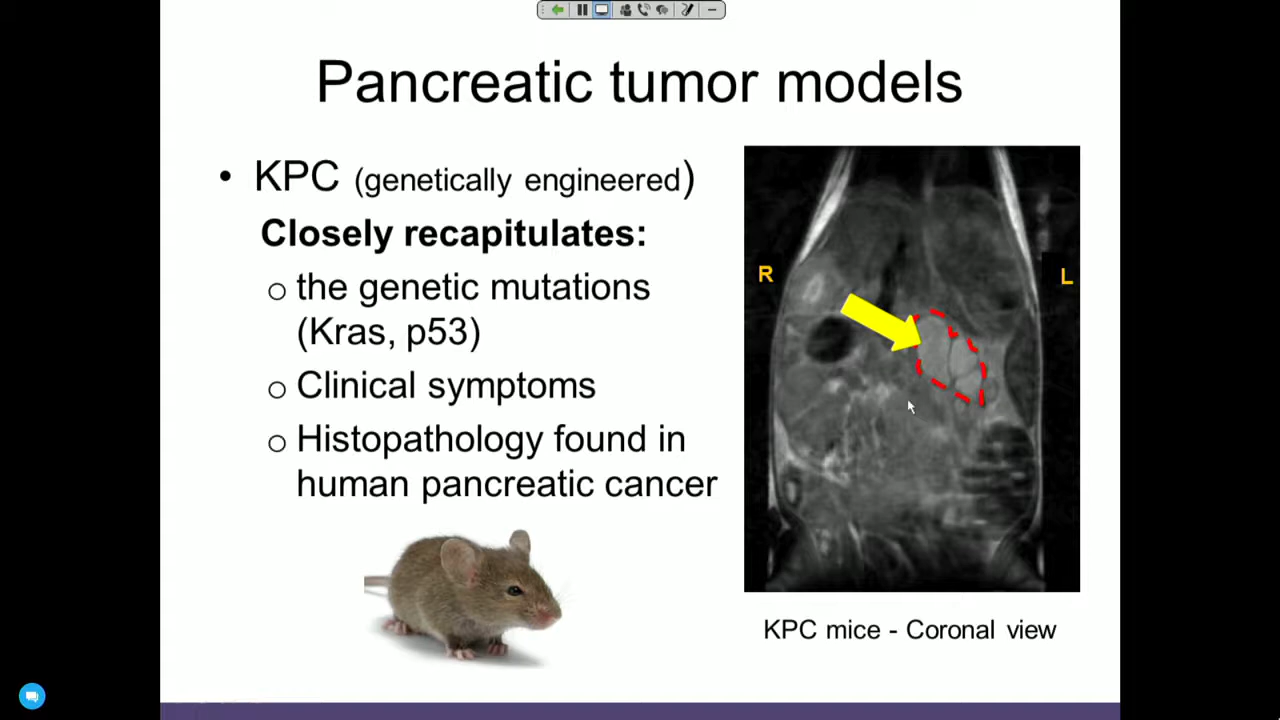 Pancreatic tumor models
• KPC (genetically engineered)
Closely recapitulates:
o the genetic mutations
(Kras, p53)
o Clinical symptoms
o Histopathology found in
human pancreatic cancer
R
L
KPC mice - Coronal view